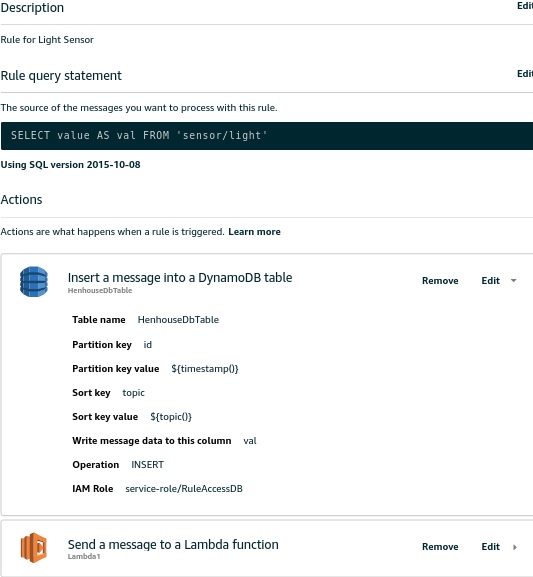 Description Edit
Rule for Light Sensor
Rule query statement Edit
The source of the messages you want to process with this rule.
SELECT value AS val FROM 'sensor/light'
Using SQL version 2015-10-08
Actions
Actions are what happens when a rule is triggered. Learn more
Insert a message into a DynamoDB table Remove Edit
HenhouseDbTable
Table name HenhouseDbTable
Partition key id
Partition key value ${timestamp()}
Sort key topic
Sort key value ${topic()}
Write message data to this column val
Operation INSERT
IAM Role service-role/RuleAccessDB
Send a message to a Lambda function Remove Edit
Lambda1